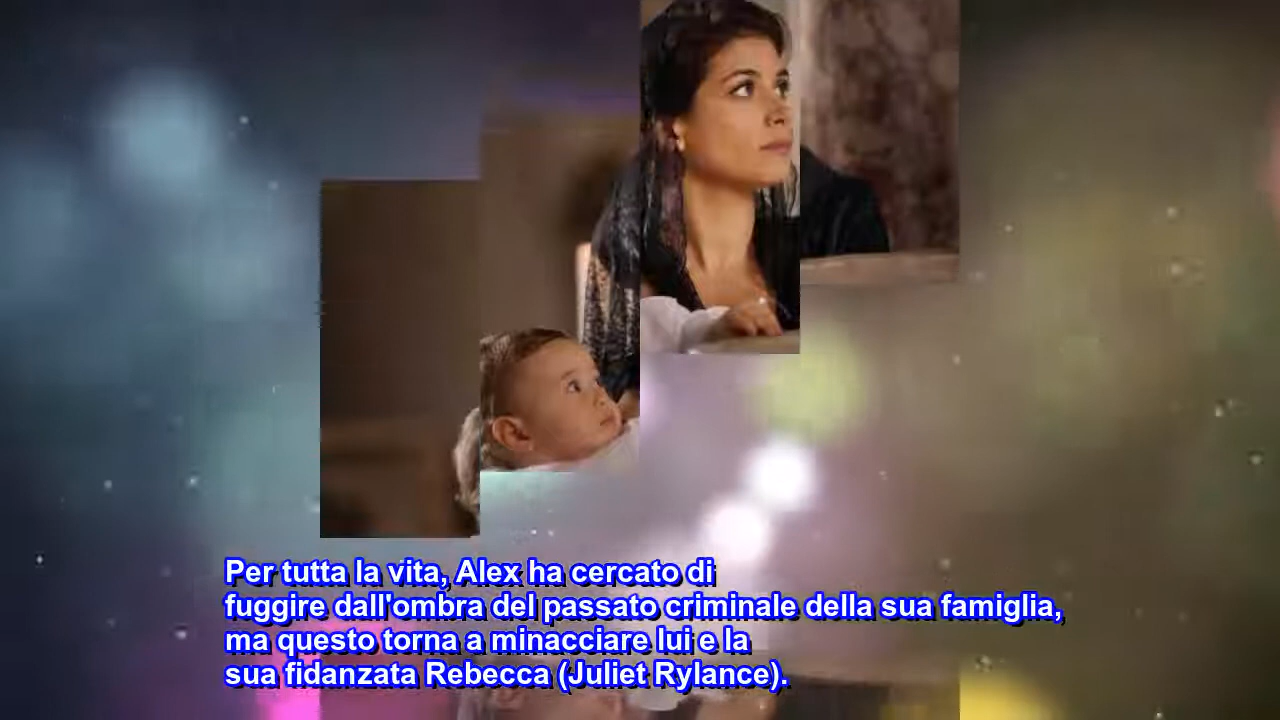 Per tutta la vita, Alex ha cercato di
fuggire dall'ombra del passato criminale della sua famiglia,
ma questo torna a minacciare lui e la
sua fidanzata Rebecca (Juliet Rylance).